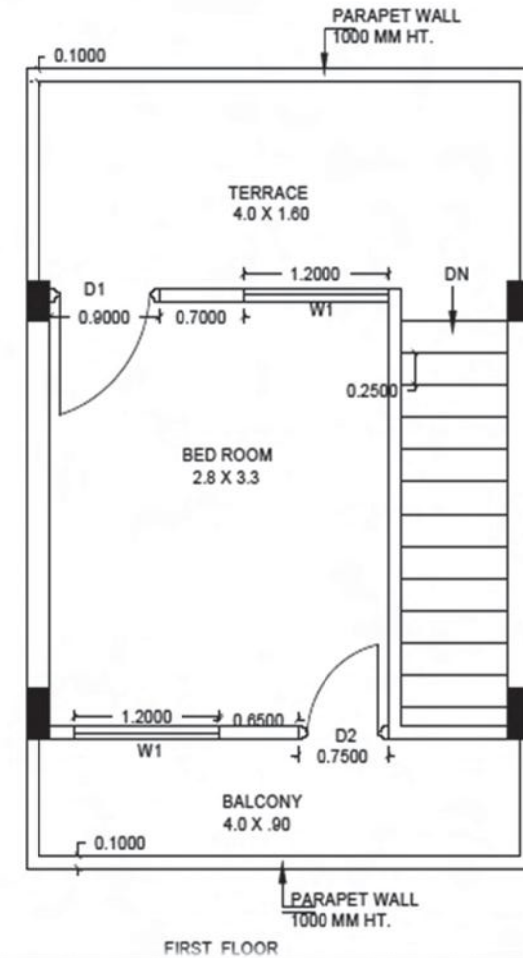 PARAPET WALL
1000 MM HT.
0.1000
TERRACE
4.0 X 1.60
1.2000
DN
D1
0.9000
0.7000
W1
0.2500
BED ROOM
2.8 X 3.3
1.2000
0.6500
W1
D2
0.7500
BALCONY
4.0 X .90
0.1000
PARAPET WALL
1000 MM HT.
FIRST FLOOR